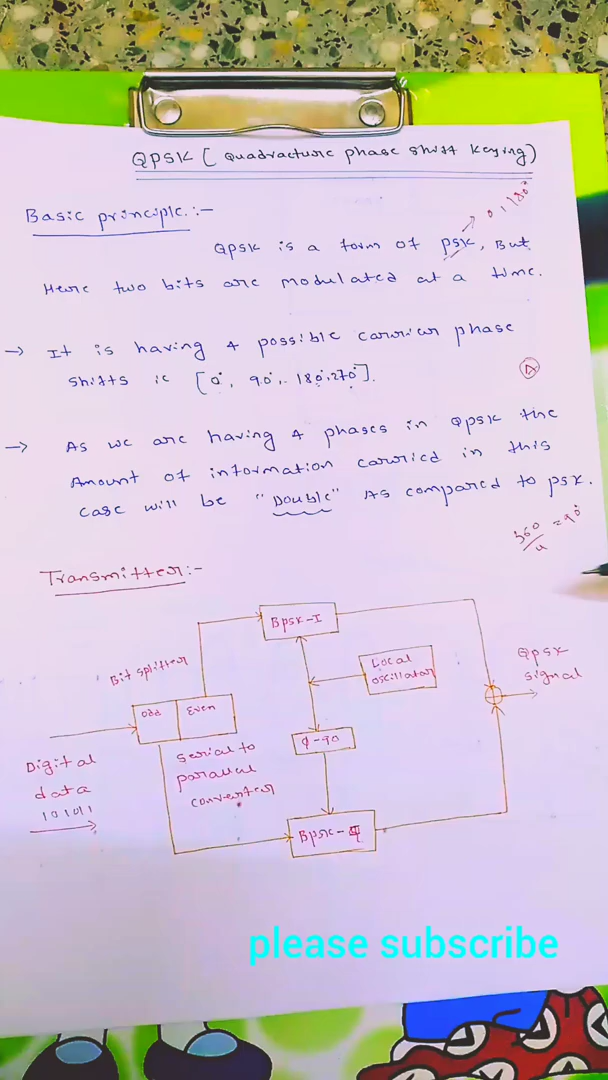 QPSK [ Quadracture phase shift keying)
Basic principle:-
0, 180°
QPSK is a form of PSK, But
Here two bits are modulated at a time.
→ It is having 4 possible carrier phase
shifts ie [0°, 90°, 180°, 270°].
→ As we are having 4 phases in QPSK the
Amount of information carried in this
case will be "Double" As compared to PSK.
360/4 = 90°
Transmitter:-
BPSK-I
Bit splitter
Local
oscillator
QPSK
signal
odd
Even
ϕ-90
Digital
data
101011
serial to
parallel
converter
BPSK-
please subscribe